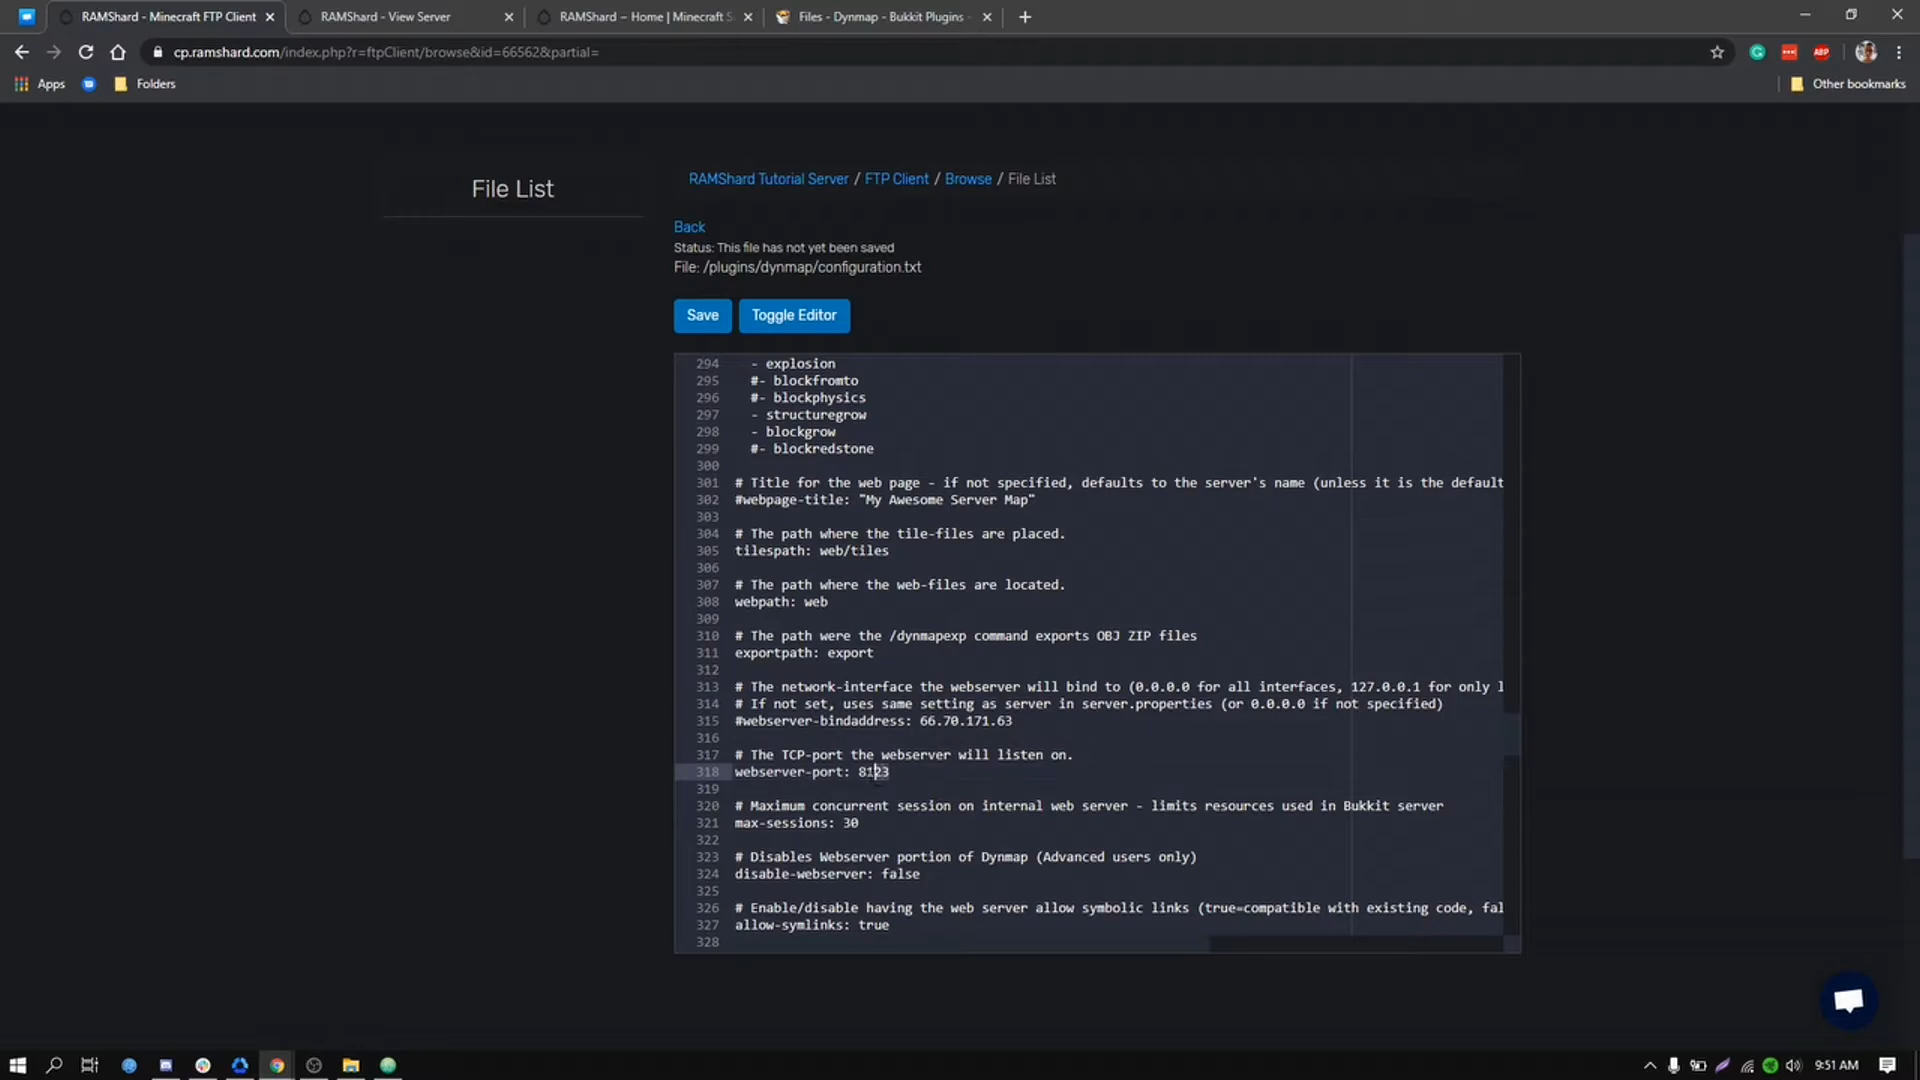 RAMShard - Minecraft FTP Client
RAMShard - View Server
RAMShard – Home | Minecraft S
Files - Dynmap - Bukkit Plugins -
cp.ramshard.com/index.php?r=ftpClient/browse&id=66562&partial=
ABP
Apps
Folders
Other bookmarks
File List
RAMShard Tutorial Server / FTP Client / Browse / File List
Back
Status: This file has not yet been saved
File: /plugins/dynmap/configuration.txt
Save
Toggle Editor
294 - explosion
295 #- blockfromto
296 #- blockphysics
297 - structuregrow
298 - blockgrow
299 #- blockredstone
300
301 # Title for the web page - if not specified, defaults to the server's name (unless it is the default
302 #webpage-title: "My Awesome Server Map"
303
304 # The path where the tile-files are placed.
305 tilespath: web/tiles
306
307 # The path where the web-files are located.
308 webpath: web
309
310 # The path were the /dynmapexp command exports OBJ ZIP files
311 exportpath: export
312
313 # The network-interface the webserver will bind to (0.0.0.0 for all interfaces, 127.0.0.1 for only l
314 # If not set, uses same setting as server in server.properties (or 0.0.0.0 if not specified)
315 #webserver-bindaddress: 66.70.171.63
316
317 # The TCP-port the webserver will listen on.
318 webserver-port: 8123
319
320 # Maximum concurrent session on internal web server - limits resources used in Bukkit server
321 max-sessions: 30
322
323 # Disables Webserver portion of Dynmap (Advanced users only)
324 disable-webserver: false
325
326 # Enable/disable having the web server allow symbolic links (true=compatible with existing code, fal
327 allow-symlinks: true
328
9:51 AM